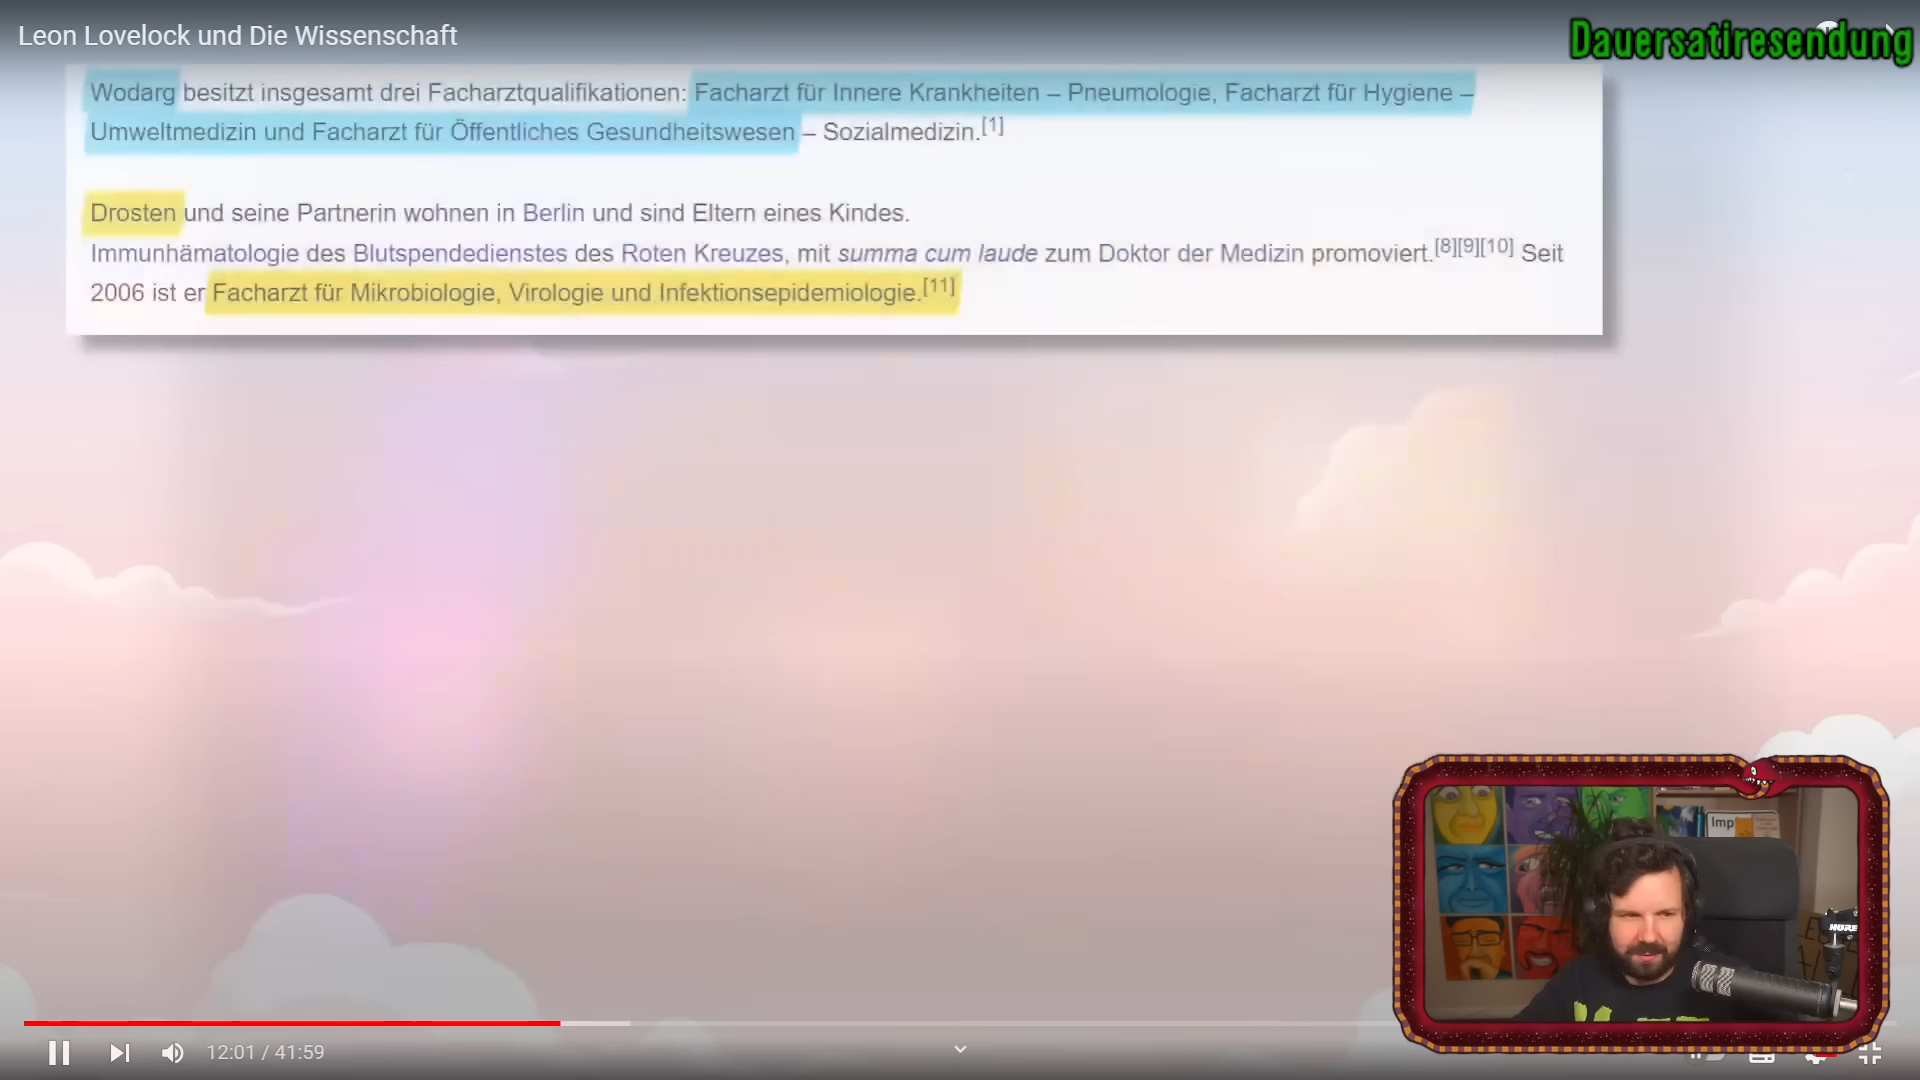 Leon Lovelock und Die Wissenschaft
Dauersatiresendung
Wodarg besitzt insgesamt drei Facharztqualifikationen: Facharzt für Innere Krankheiten – Pneumologie, Facharzt für Hygiene –
Umweltmedizin und Facharzt für Öffentliches Gesundheitswesen – Sozialmedizin.[1]
Drosten und seine Partnerin wohnen in Berlin und sind Eltern eines Kindes.
Immunhämatologie des Blutspendedienstes des Roten Kreuzes, mit summa cum laude zum Doktor der Medizin promoviert.[8][9][10] Seit
2006 ist er Facharzt für Mikrobiologie, Virologie und Infektionsepidemiologie.[11]
12:01 / 41:59